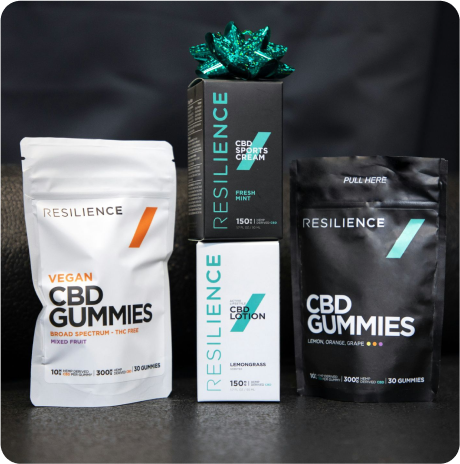 RESILIENCE
VEGAN
CBD
GUMMIES
BROAD SPECTRUM - THC FREE
MIXED FRUIT
30 GUMMIES
RESILIENCE
CBD
SPORTS
CREAM
FRESH
MINT
150
RESILIENCE
CBD
LOTION
LEMONGRASS
150
PULL HERE
RESILIENCE
CBD
GUMMIES
LEMON, ORANGE, GRAPE
30 GUMMIES